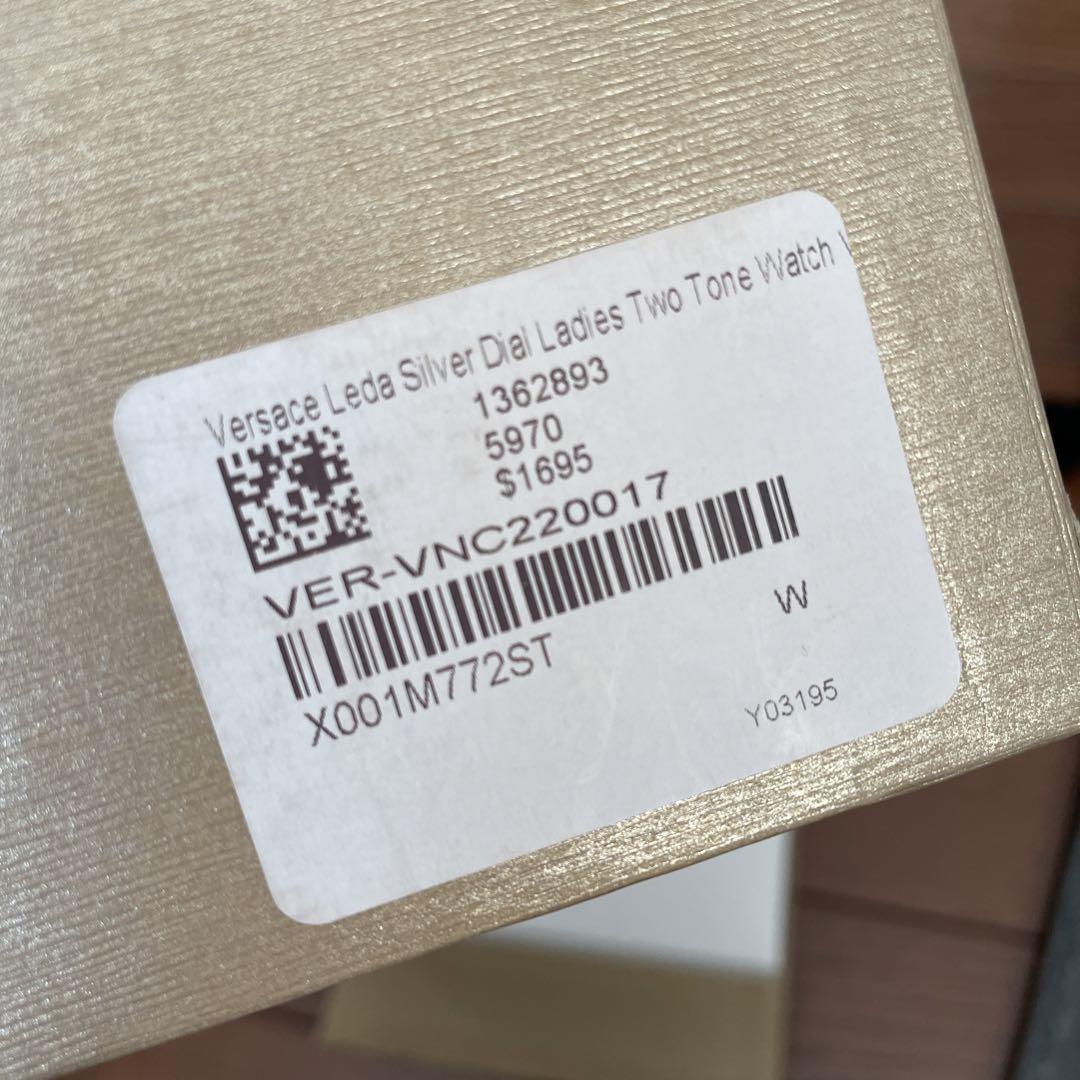 Versace Leda Silver Dial Ladies Two Tone Watch
1362893
5970
$1695
VER-VNC220017
X001M772ST
W
Y03195